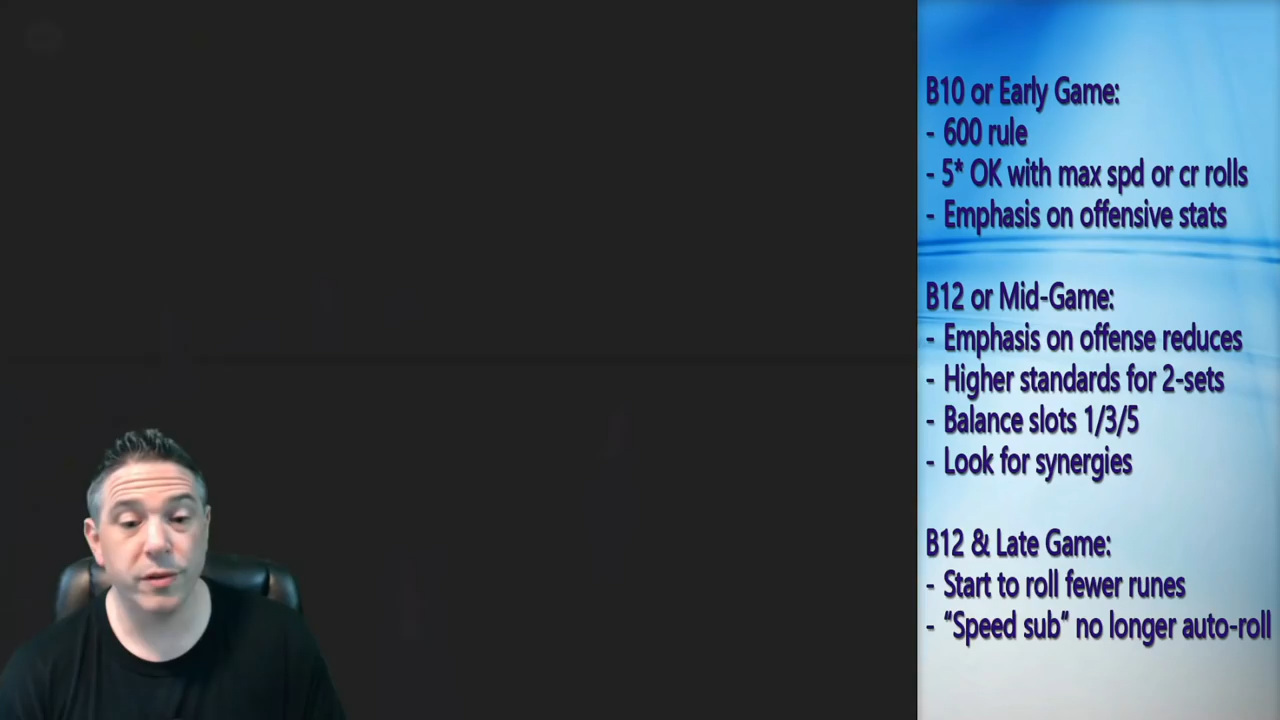 B10 or Early Game:
- 600 rule
- 5* OK with max spd or cr rolls
- Emphasis on offensive stats
B12 or Mid-Game:
- Emphasis on offense reduces
- Higher standards for 2-sets
- Balance slots 1/3/5
- Look for synergies
B12 & Late Game:
- Start to roll fewer runes
- “Speed sub“ no longer auto-roll